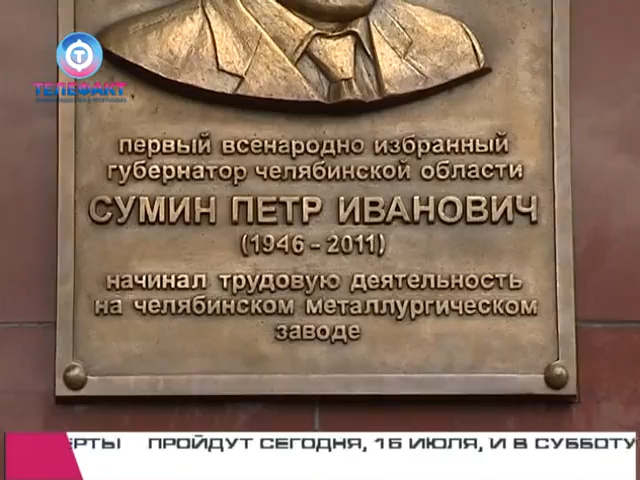 ТЕЛЕФАКТ
первый всенародно избранный
губернатор челябинской области
СУМИН ПЕТР ИВАНОВИЧ
(1946 - 2011)
начинал трудовую деятельность
на челябинском металлургическом
заводе
ЕРТЫ ПРОЙДУТ СЕГОДНЯ, 16 ИЮЛЯ, И В СУББОТУ